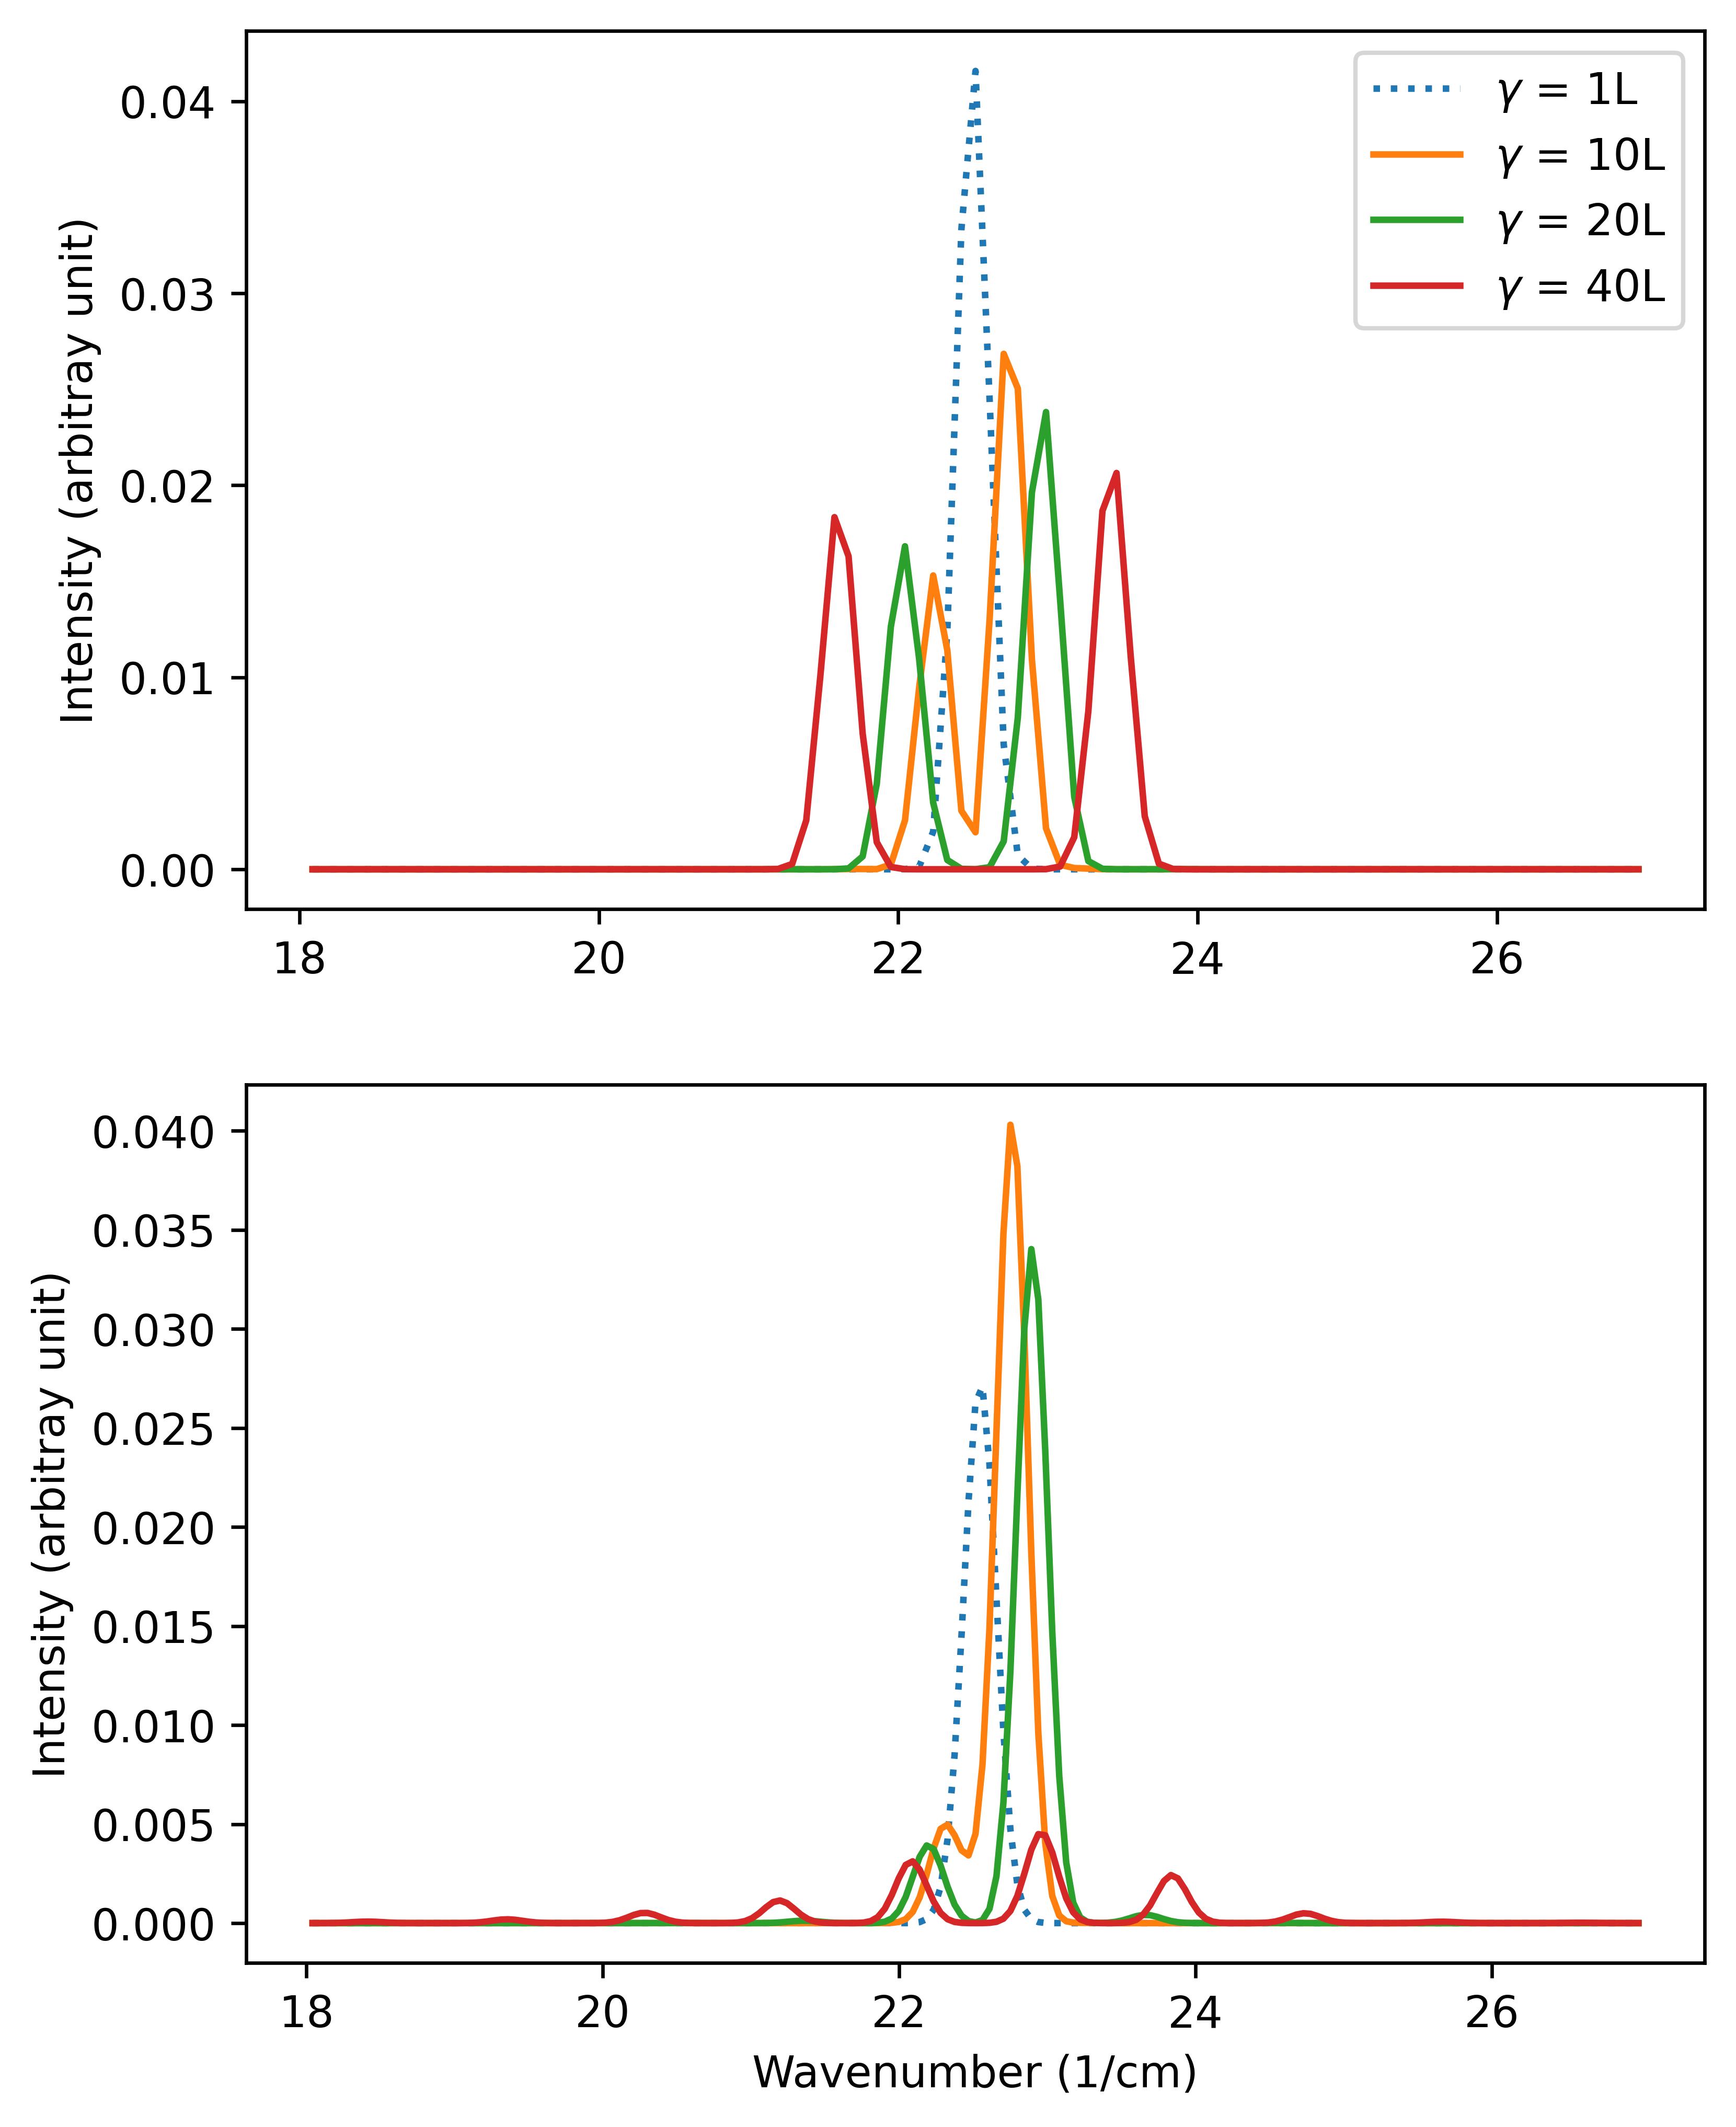 Intensity (arbitray unit)
0.04
0.03
0.02
0.01
0.00
γ = 1L
γ = 10L
γ = 20L
γ = 40L
18 20 22 24 26
Intensity (arbitray unit)
0.040
0.035
0.030
0.025
0.020
0.015
0.010
0.005
0.000
18 20 22 24 26
Wavenumber (1/cm)